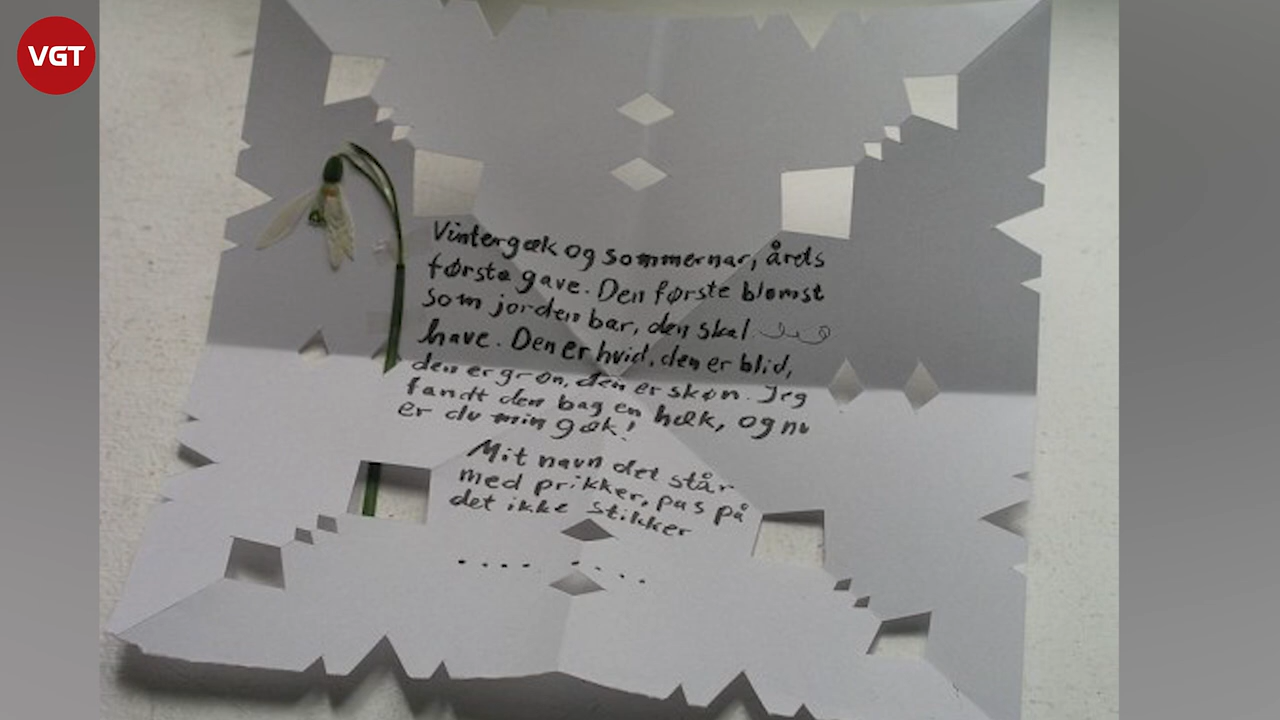 VGT
Vintergæk og sommernar, årets
første gave. Den første blomst
som jorden bar, den skal
have. Den er hvid, den er blid,
den er grøn, den er skøn. Jeg
fandt den bag en hæk, og nu
er du min gæk!
Mit navn det står
med prikker, pas på
det ikke stikker
. . . . . . . .